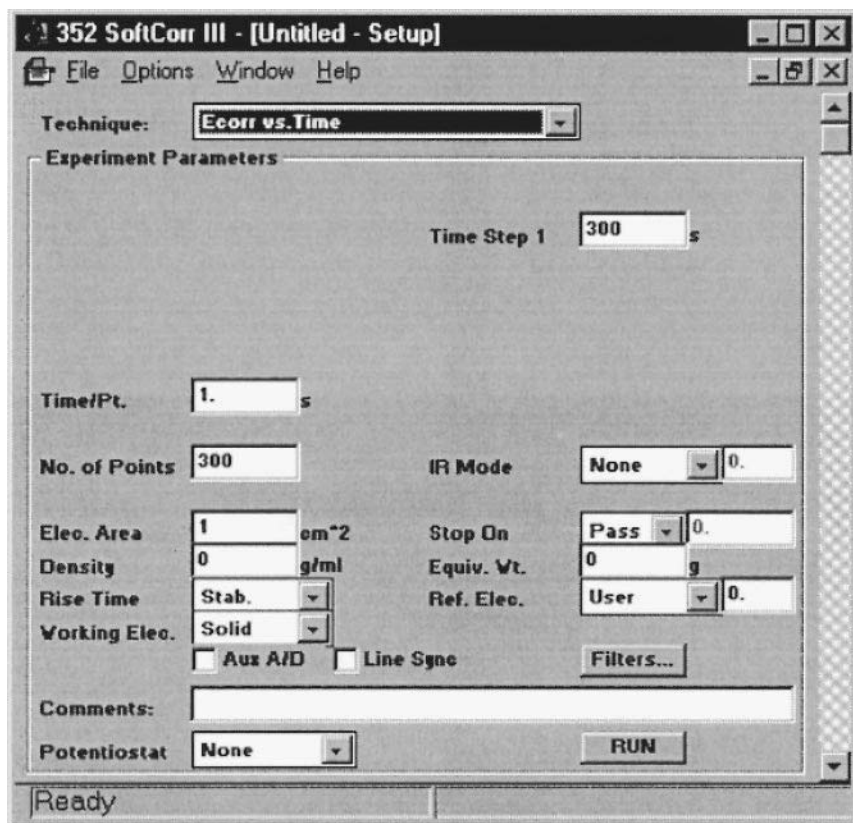 352 SoftCorr III - [Untitled - Setup]
File Options Window Help
Technique: Ecorr vs.Time
Experiment Parameters
Time Step 1 300 s
Time/Pt. 1. s
No. of Points 300 IR Mode None 0.
Elec. Area 1 cm^2 Stop On Pass 0.
Density 0 g/ml Equiv. Wt. 0 g
Rise Time Stab. Ref. Elec. User 0.
Working Elec. Solid
Aux A/D Line Sync Filters...
Comments:
Potentiostat None RUN
Ready